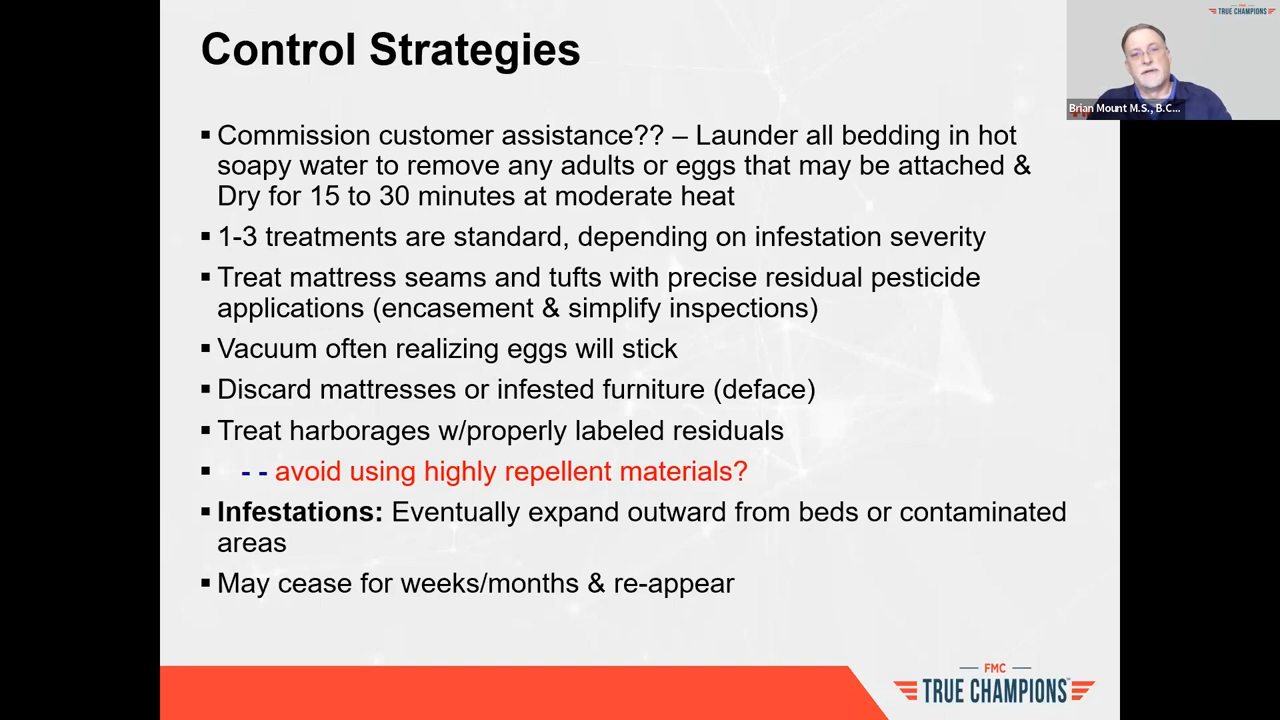 Control Strategies
FMC
TRUE CHAMPIONS
Brian Mount M.S., B.C...
▪ Commission customer assistance?? – Launder all bedding in hot
soapy water to remove any adults or eggs that may be attached &
Dry for 15 to 30 minutes at moderate heat
▪ 1-3 treatments are standard, depending on infestation severity
▪ Treat mattress seams and tufts with precise residual pesticide
applications (encasement & simplify inspections)
▪ Vacuum often realizing eggs will stick
▪ Discard mattresses or infested furniture (deface)
▪ Treat harborages w/properly labeled residuals
▪ - - avoid using highly repellent materials?
▪ Infestations: Eventually expand outward from beds or contaminated
areas
▪ May cease for weeks/months & re-appear
FMC
TRUE CHAMPIONS™